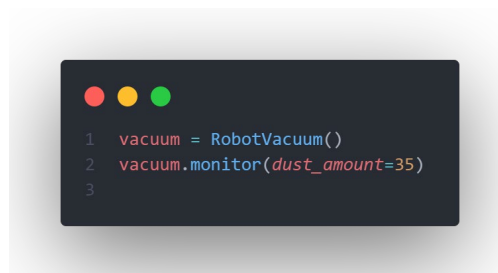 1 vacuum = RobotVacuum()
2 vacuum.monitor(dust_amount=35)
3